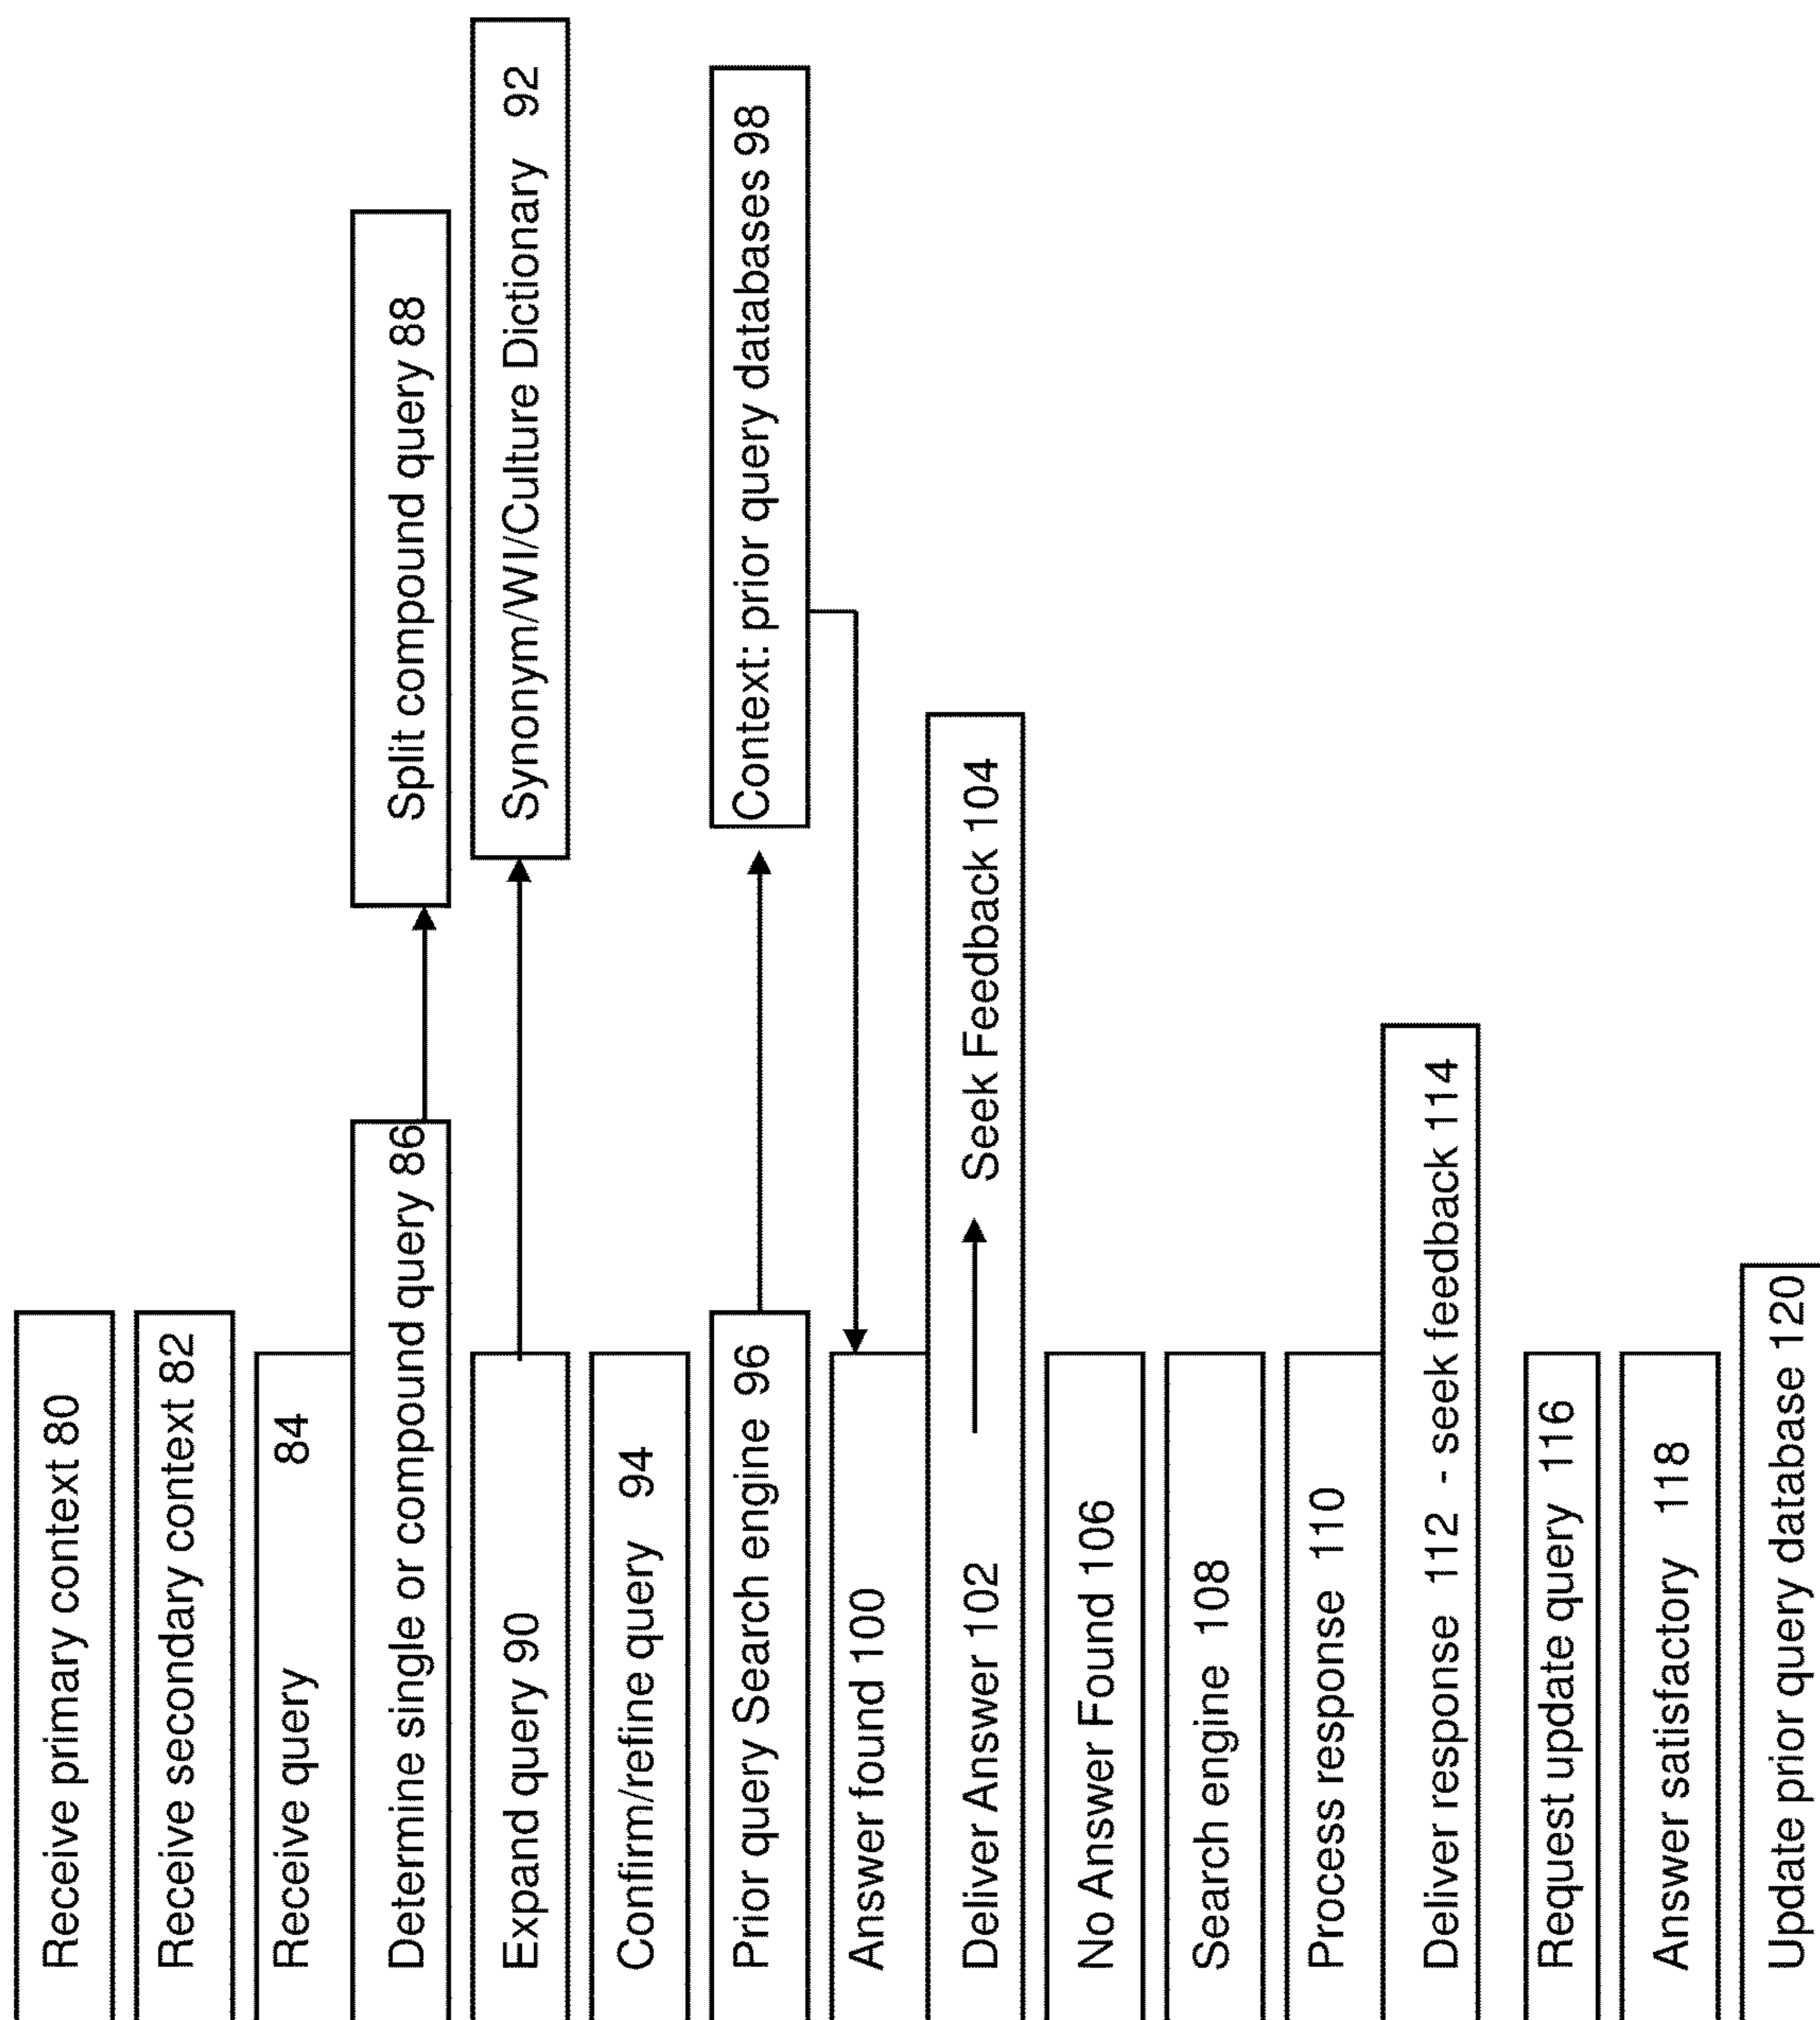 Receive primary context 80
Receive secondary context 82
Receive query 84
Determine single or compound query 86
Split compound query 88
Expand query 90
Synonym/WI/Culture Dictionary 92
Confirm/refine query 94
Prior query Search engine 96
Context: prior query databases 98
Answer found 100
Deliver Answer 102
Seek Feedback 104
No Answer Found 106
Search engine 108
Process response 110
Deliver response 112 - seek feedback 114
Request update query 116
Answer satisfactory 118
Update prior query database 120